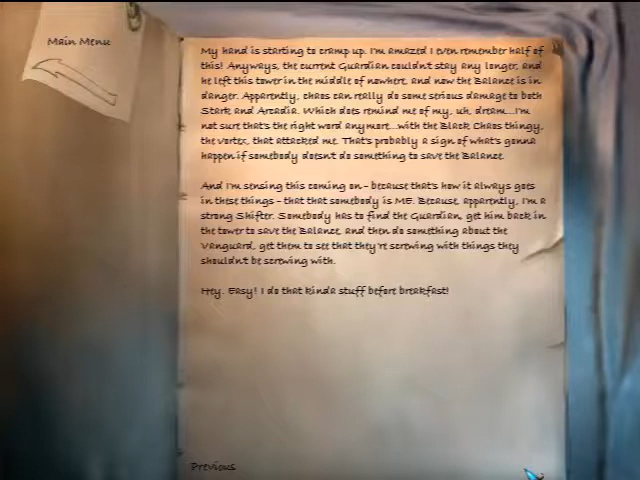 Main Menu
My hand is starting to cramp up. I'm amazed I even remember half of
this! Anyways, the current Guardian couldn't stay any longer, and
he left this tower in the middle of nowhere, and now the Balance is in
danger. Apparently, chaos can really do some serious damage to both
Stark and Arcadia. Which does remind me of my, uh, dream...I'm
not sure that's the right word anymore...with the Black Chaos thingy,
the vortex, that attacked me. That's probably a sign of what's gonna
happen if somebody doesn't do something to save the Balance.
And I'm sensing this coming on - because that's how it always goes
in these things - that that somebody is ME. Because, apparently, I'm a
strong Shifter. Somebody has to find the Guardian, get him back in
the tower to save the Balance, and then do something about the
Vanguard, get them to see that they're screwing with things they
shouldn't be screwing with.
Hey. Easy! I do that kinda stuff before breakfast!
Previous